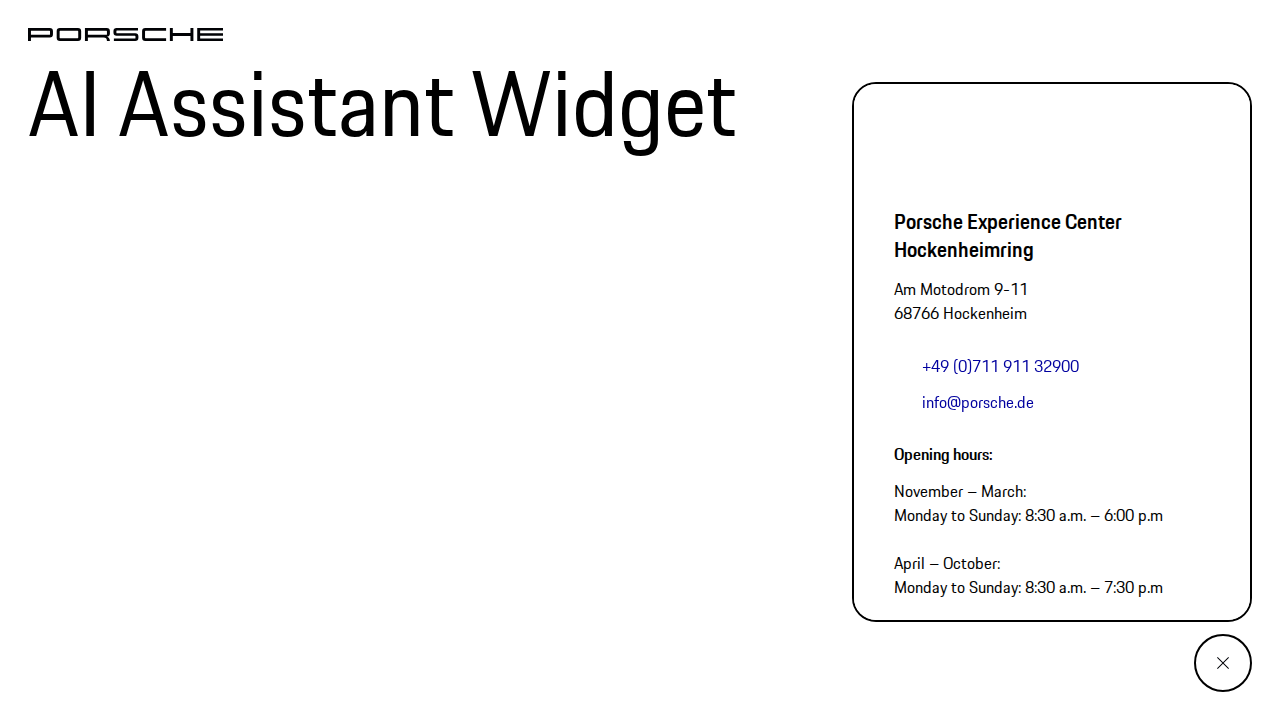 PORSCHE
AI Assistant Widget
Porsche Experience Center
Hockenheimring
Am Motodrom 9-11
68766 Hockenheim
+49 (0)711 911 32900
info@porsche.de
Opening hours:
November – March:
Monday to Sunday: 8:30 a.m. – 6:00 p.m
April – October:
Monday to Sunday: 8:30 a.m. – 7:30 p.m